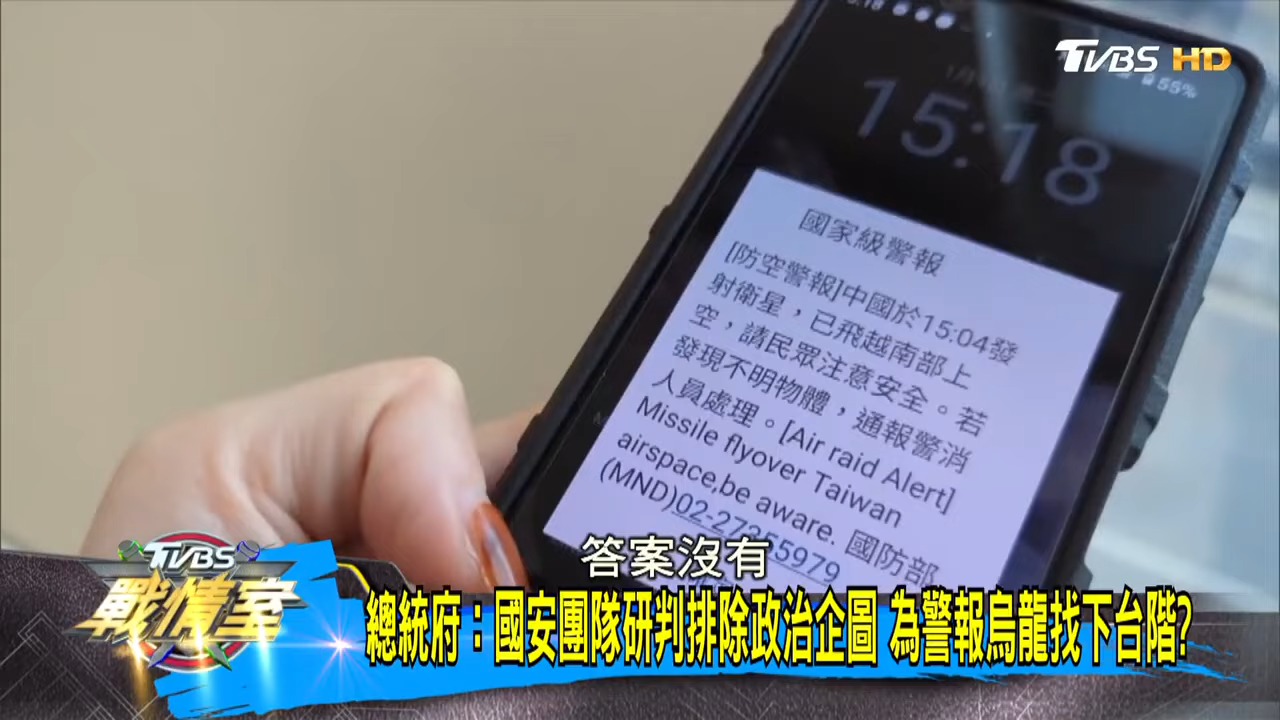 TVBS HD
55%
15:18
國家級警報
[防空警報]中國於15:04發
射衛星，已飛越南部上
空，請民眾注意安全。若
發現不明物體，通報警消
人員處理。[Air raid Alert]
Missile flyover Taiwan
airspace,be aware. 國防部
(MND)02-27355979
答案沒有
TVBS
戰情室
總統府：國安團隊研判排除政治企圖 為警報烏龍找下台階?